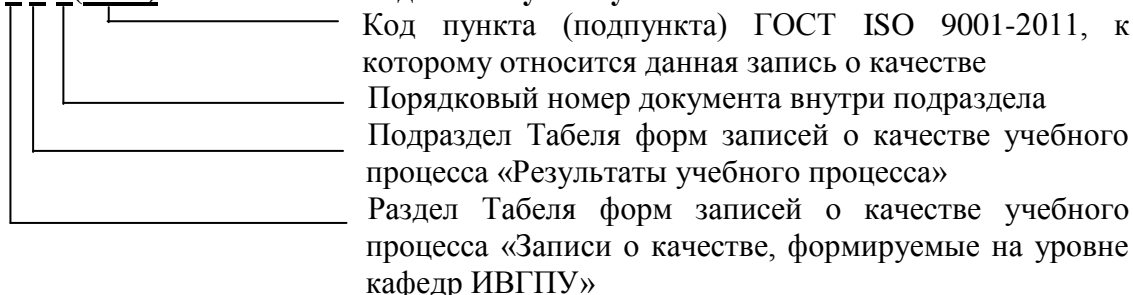 Код пункта (подпункта) ГОСТ ISO 9001-2011, к
которому относится данная запись о качестве
Порядковый номер документа внутри подраздела
Подраздел Табеля форм записей о качестве учебного
процесса «Результаты учебного процесса»
Раздел Табеля форм записей о качестве учебного
процесса «Записи о качестве, формируемые на уровне
кафедр ИВГПУ»